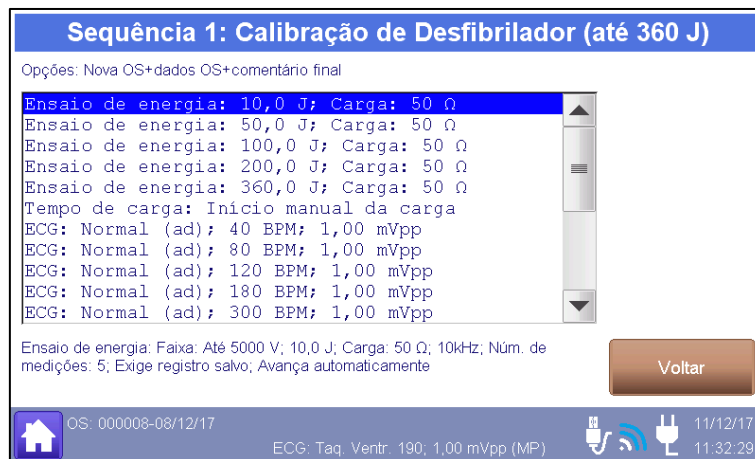 Sequência 1: Calibração de Desfibrilador (até 360 J)
Opções: Nova OS+dados OS+comentário final
Ensaio de energia: 10,0 J; Carga: 50 Ω
Ensaio de energia: 50,0 J; Carga: 50 Ω
Ensaio de energia: 100,0 J; Carga: 50 Ω
Ensaio de energia: 200,0 J; Carga: 50 Ω
Ensaio de energia: 360,0 J; Carga: 50 Ω
Tempo de carga: Início manual da carga
ECG: Normal (ad); 40 BPM; 1,00 mVpp
ECG: Normal (ad); 80 BPM; 1,00 mVpp
ECG: Normal (ad); 120 BPM; 1,00 mVpp
ECG: Normal (ad); 180 BPM; 1,00 mVpp
ECG: Normal (ad); 300 BPM; 1,00 mVpp
Ensaio de energia: Faixa: Até 5000 V; 10,0 J; Carga: 50 Ω; 10kHz; Núm. de
medições: 5; Exige registro salvo; Avança automaticamente
Voltar
OS: 000008-08/12/17
ECG: Taq. Ventr. 190; 1,00 mVpp (MP)
11/12/17
11:32:29